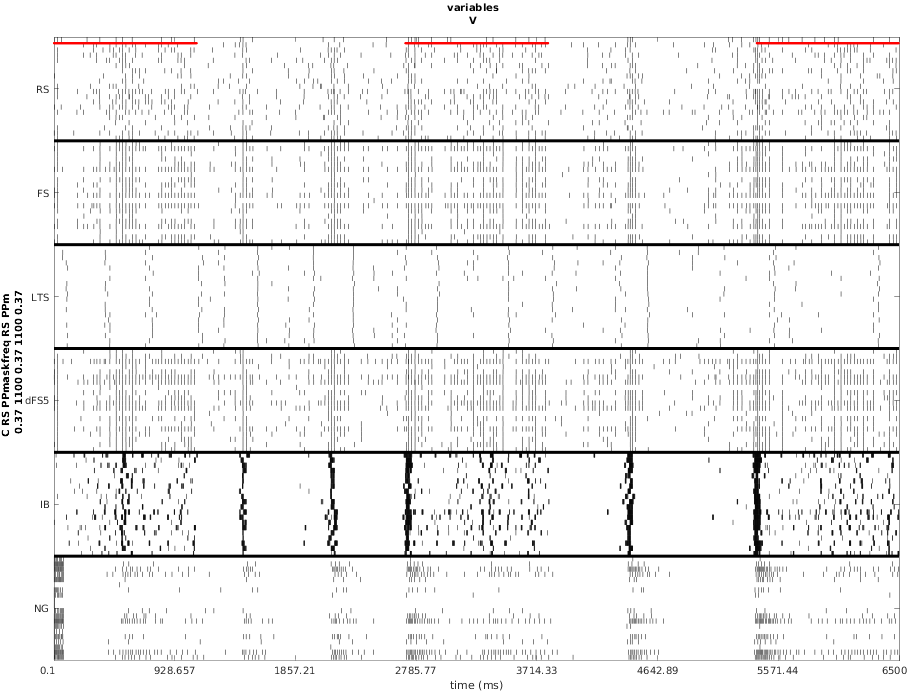 variables
V
C RS PPmaskfreq RS PPm
0.37 1100 0.37 1100 0.37
RS
FS
LTS
dFS5
IB
NG
0.1 928.657 1857.21 2785.77 3714.33 4642.89 5571.44 6500
time (ms)